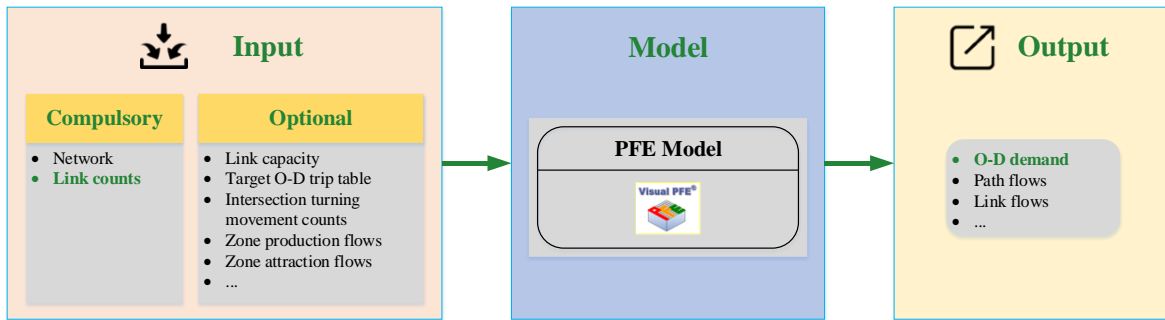 Input
Compulsory
• Network
• Link counts
Optional
• Link capacity
• Target O-D trip table
• Intersection turning
movement counts
• Zone production flows
• Zone attraction flows
• ...
Model
PFE Model
Visual PFE®
PFE
Output
• O-D demand
• Path flows
• Link flows
• ...